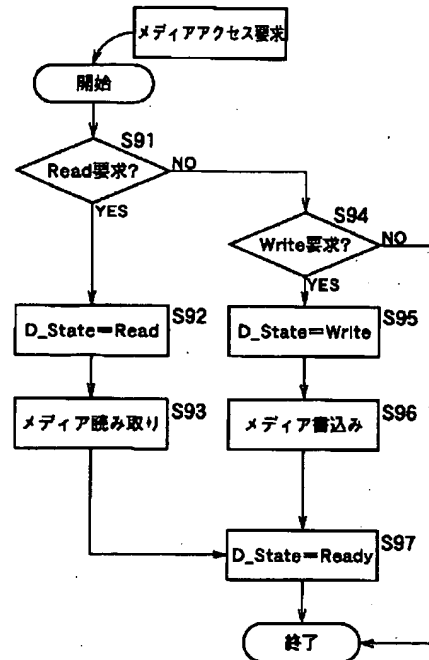 メディアアクセス要求
開始
S91
Read要求?
NO
YES
S94
Write要求?
NO
YES
D_State=Read
S92
D_State=Write
S95
メディア読み取り
S93
メディア書込み
S96
D_State=Ready
S97
終了